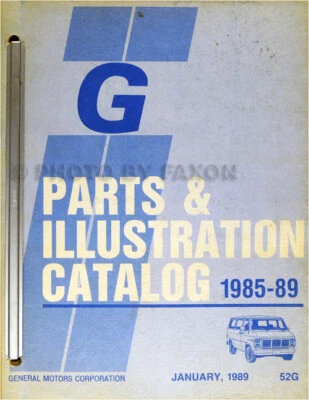 G
© PHOTO BY FAXON
PARTS &
ILLUSTRATION
CATALOG 1985-89
GENERAL MOTORS CORPORATION JANUARY, 1989 52G